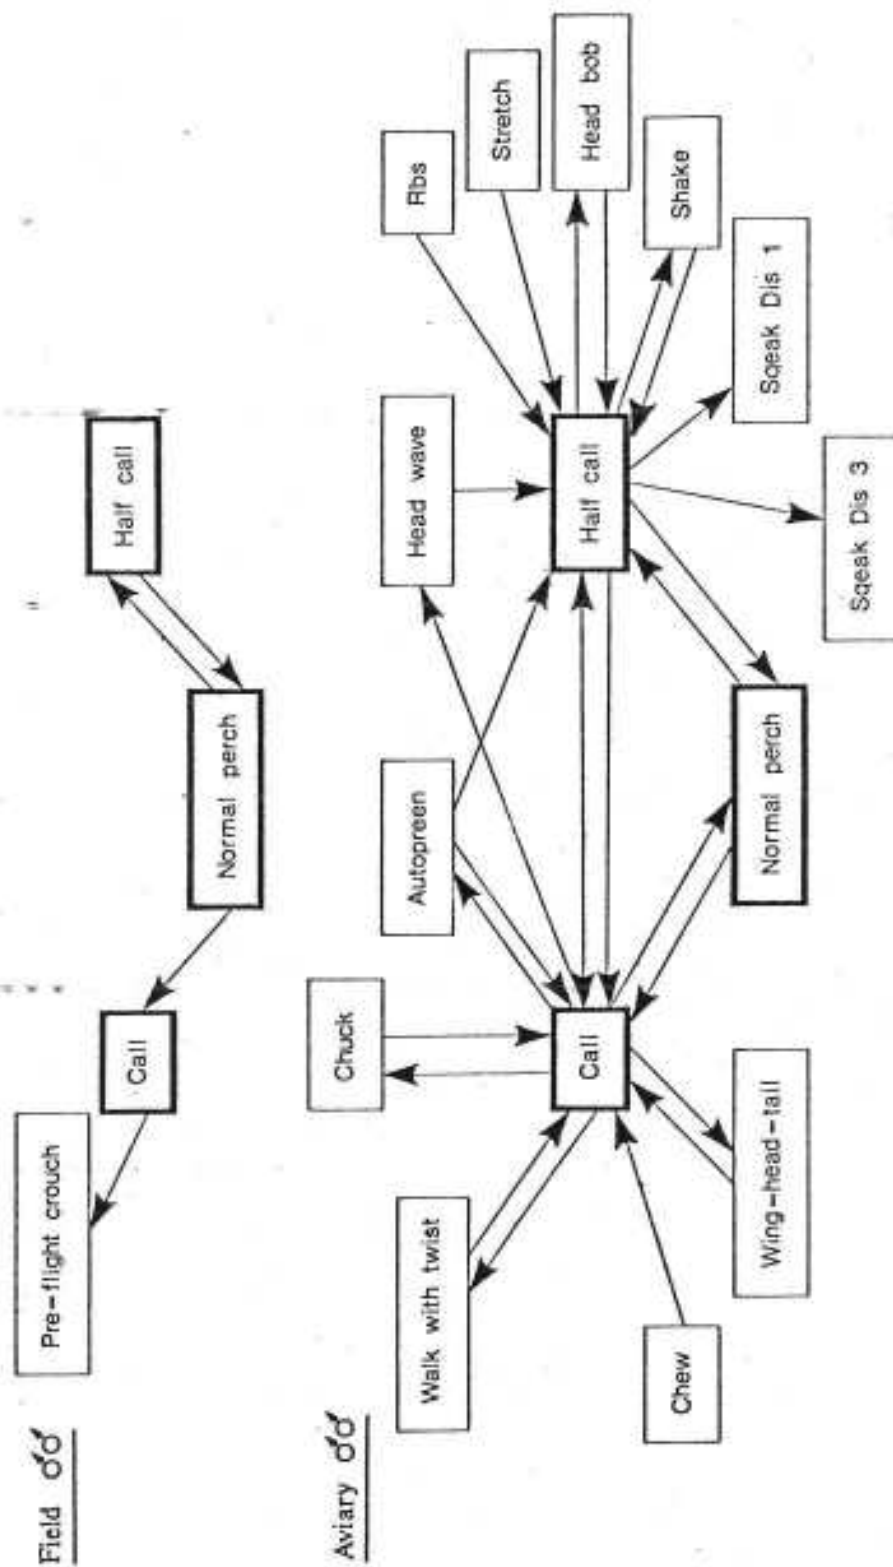 Field ♂♂
Pre-flight crouch
Call
Normal perch
Half call
Aviary ♂♂
Walk with twist
Chuck
Autopreen
Head wave
Rbs
Stretch
Chew
Call
Half call
Head bob
Wing-head-tail
Normal perch
Shake
Sqeak Dis 1
Sqeak Dis 3